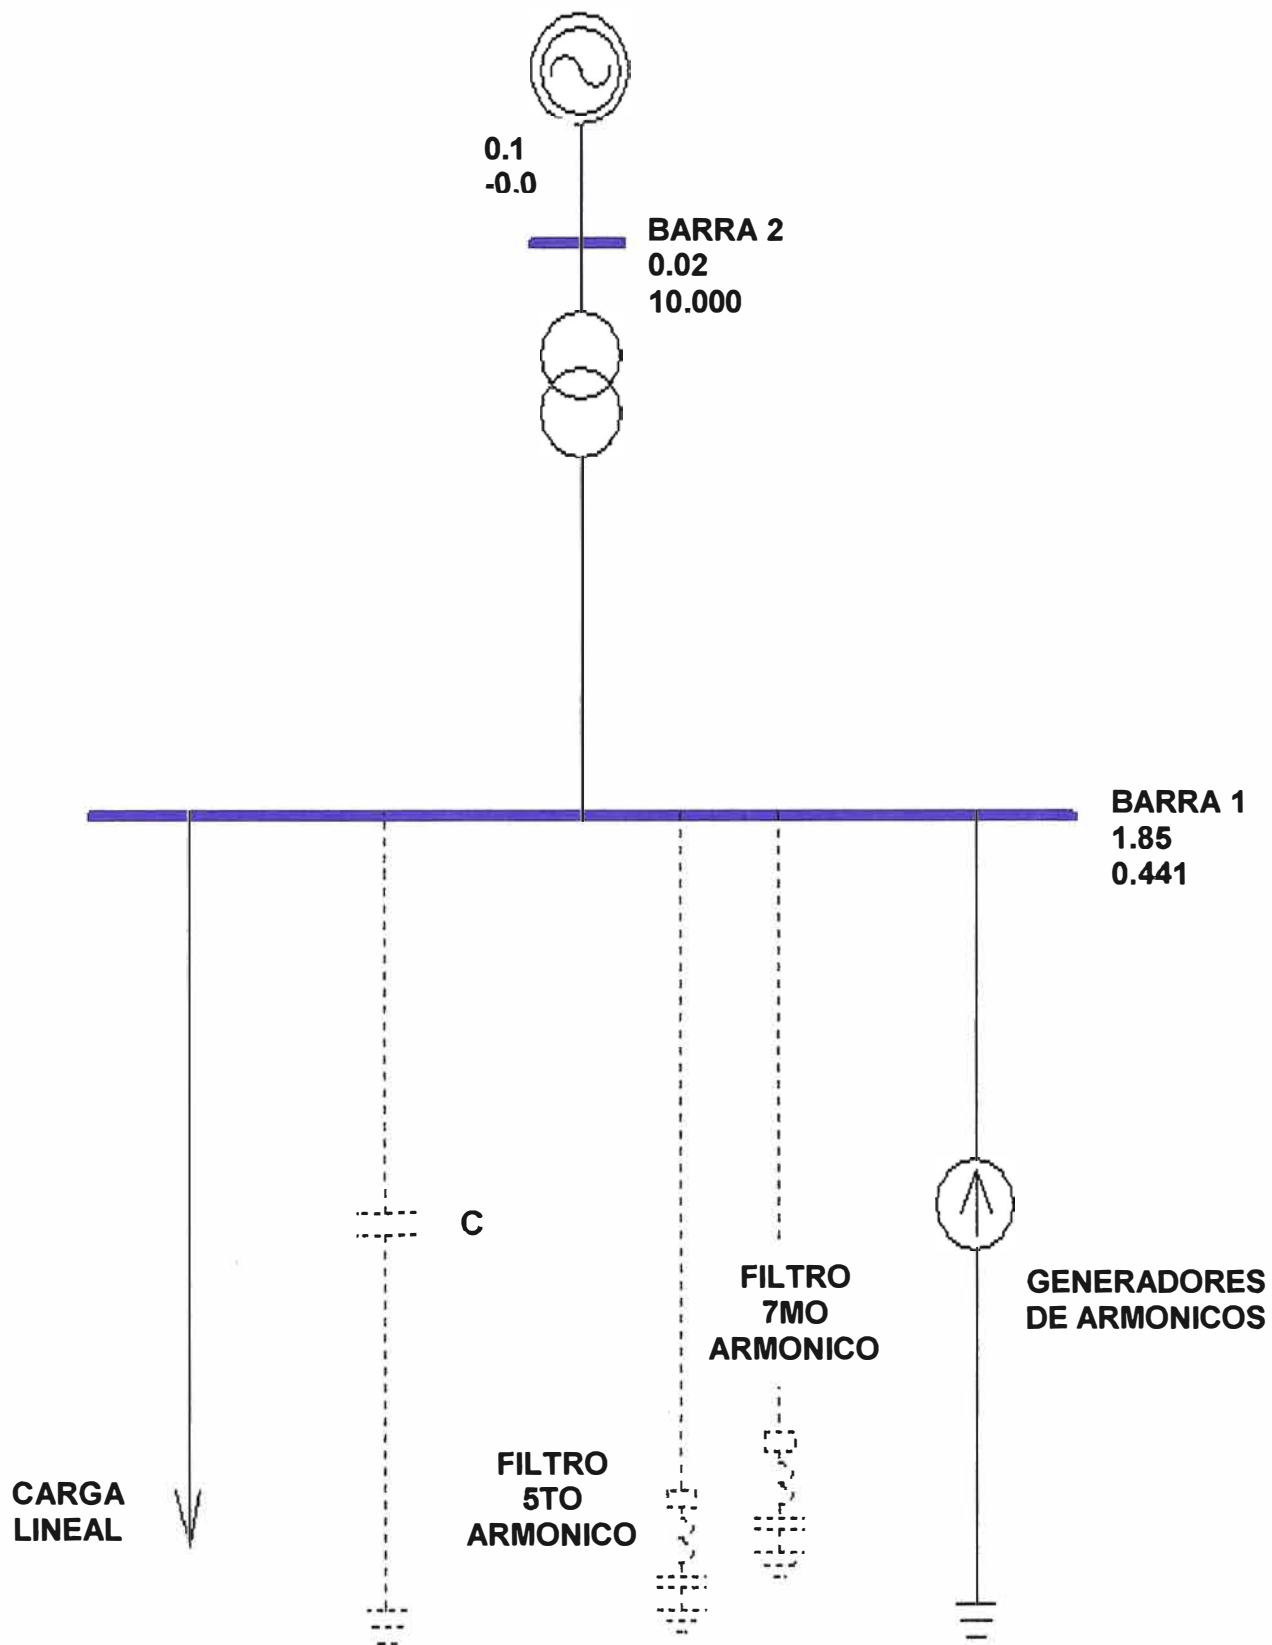 0.1
-0.0
BARRA 2
0.02
10.000
BARRA 1
1.85
0.441
C
FILTRO
7MO
ARMONICO
GENERADORES
DE ARMONICOS
FILTRO
5TO
ARMONICO
CARGA
LINEAL